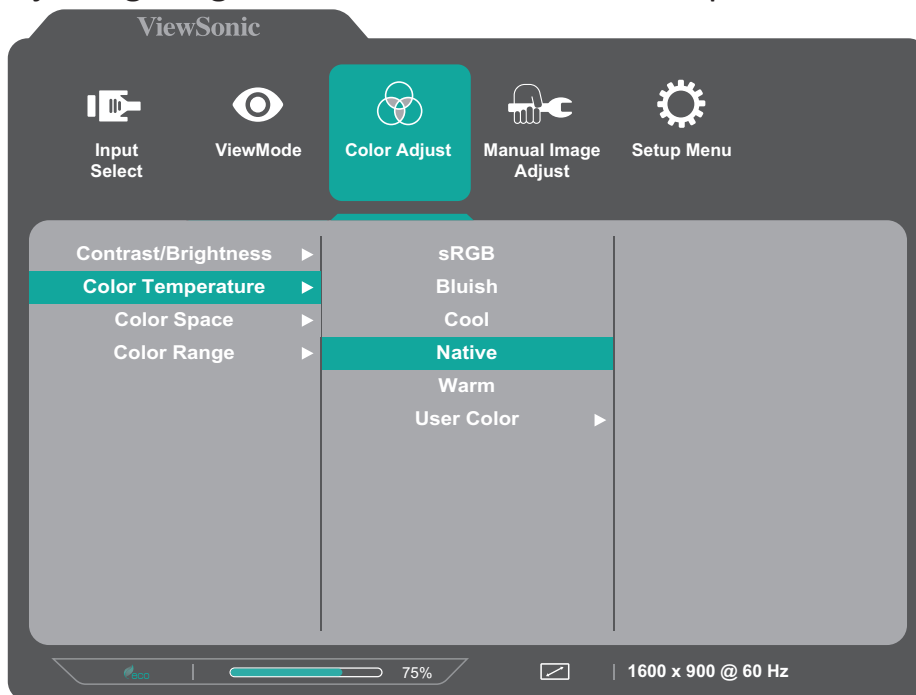 ViewSonic
Input
Select
ViewMode
Color Adjust
Manual Image
Adjust
Setup Menu
Contrast/Brightness
Color Temperature
Color Space
Color Range
sRGB
Bluish
Cool
Native
Warm
User Color
eco
75%
1600 x 900 @ 60 Hz